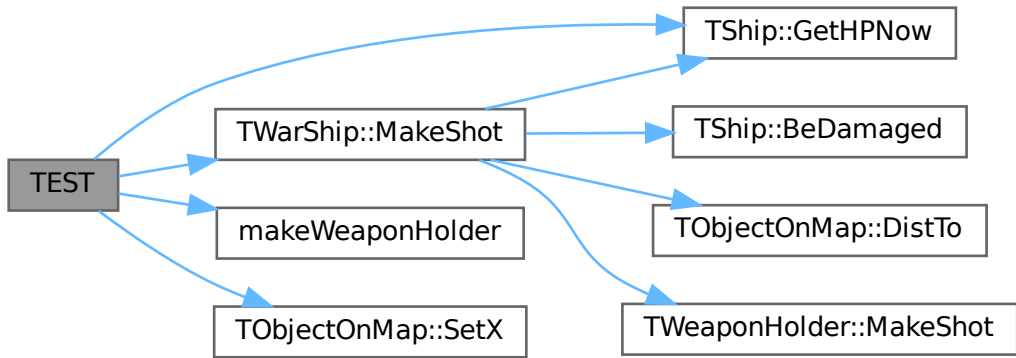 TEST
TWarShip::MakeShot
makeWeaponHolder
TObjectOnMap::SetX
TShip::GetHPNow
TShip::BeDamaged
TObjectOnMap::DistTo
TWeaponHolder::MakeShot